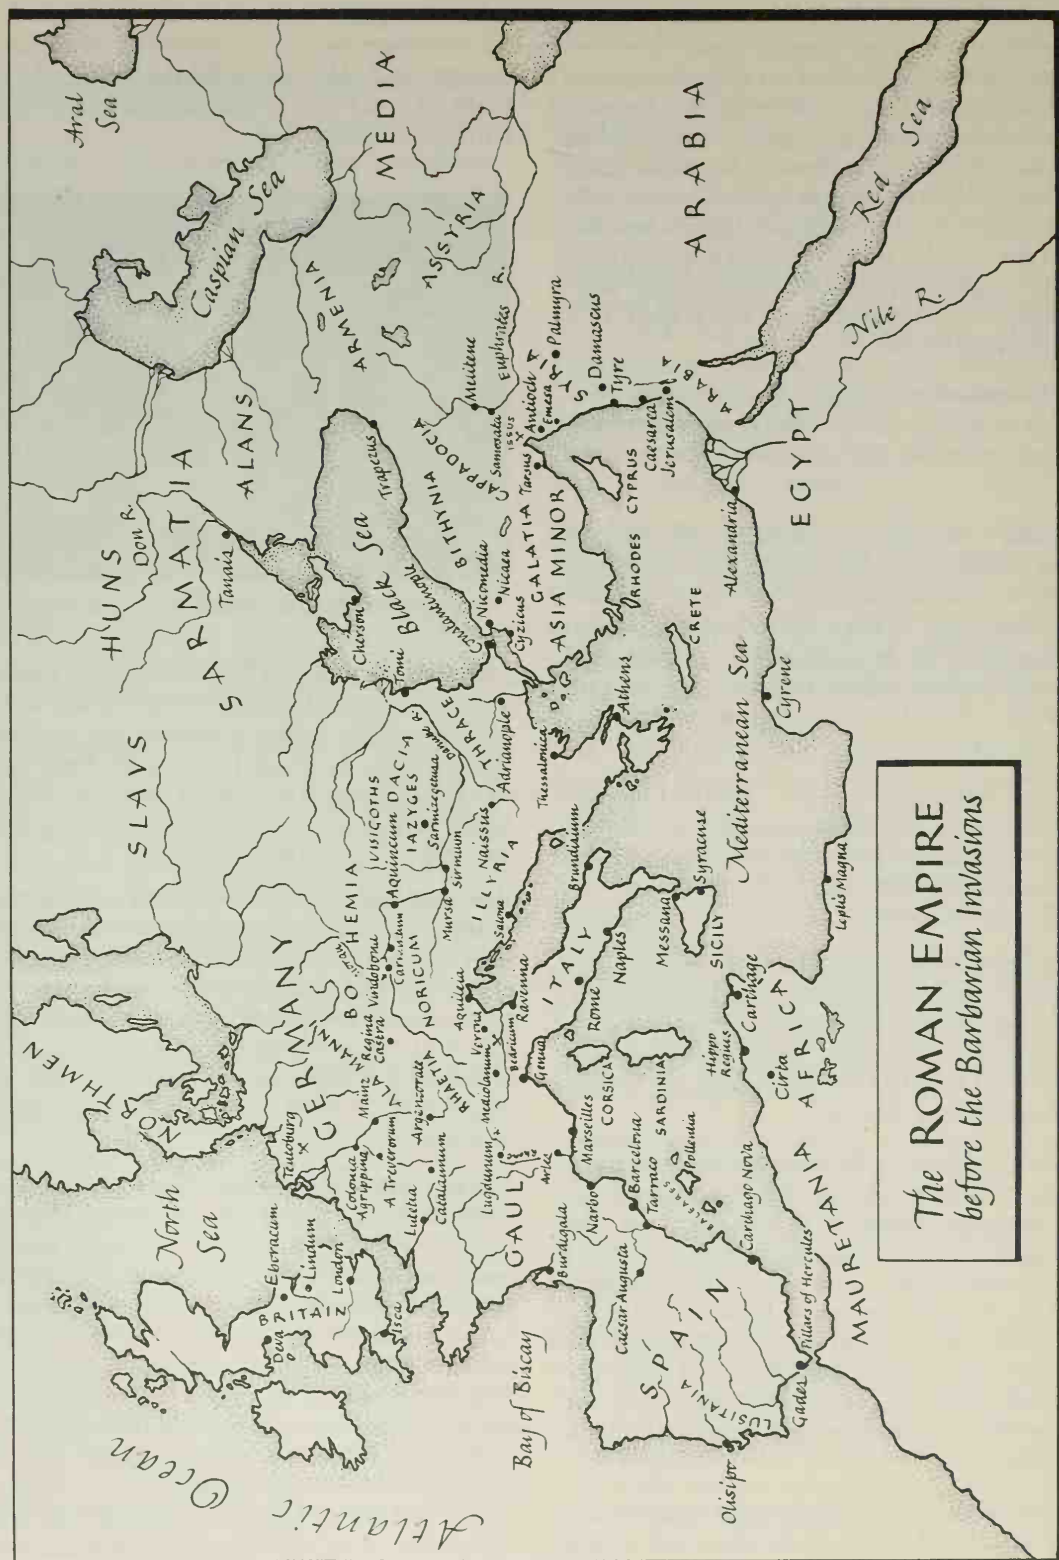 The ROMAN EMPIRE
before the Barbarian Invasions
Atlantic Ocean
North
Sea
NORTHMEN
SLAVS
HUNS
Don R.
SARMATIA
Tanais
ALANS
Aral
Sea
Caspian Sea
BRITAIN
Eboracum
Lindum
London
Deva
Isca
Teutoburg
GERMANY
ALAMANNI
Colonia
Agrippina
Mainz
A Treverorum
Argentorate
Regina
Castra
BOHEMIA
Vindobona
Carnuntum
Aquincum
VISIGOTHS
IAZYGES
DACIA
Sarmizegetusa
Danube R.
Lutetia
Catalaunum
RHAETIA
NORICUM
Mursa
Sirmium
ILLYRIA
Naissus
Salona
THRACE
Adrianople
Tomi
Cherson
Black Sea
Trapezus
Constantinople
BITHYNIA
CAPPADOCIA
ARMENIA
MEDIA
ASSYRIA
Melitene
Euphrates R.
Samosata
ISSUS
Nicomedia
Nicaea
Cyzicus
GALATIA
Tarsus
ASIA MINOR
Antioch
Emesa
SYRIA
Palmyra
Damascus
Tyre
Caesarea
Jerusalem
ARABIA
ARABIA
Red Sea
Nile R.
EGYPT
Alexandria
CYPRUS
RHODES
CRETE
Athens
Thessalonica
Bay of Biscay
Burdigala
GAUL
Lugdunum
Arles
Narbo
Marseilles
Mediolanum
Verona
Aquileia
Bedricum
Genua
Ravenna
ITALY
Rome
Naples
Brundisium
CORSICA
SARDINIA
Messana
SICILY
Syracuse
Mediterranean Sea
Cyrene
Leptis Magna
SPAIN
Caesar Augusta
Barcelona
Tarraco
BALEARES
Pollentia
Carthago Nova
LUSITANIA
Olisipo
Gades
Pillars of Hercules
MAURETANIA
AFRICA
Hippo
Regius
Cirta
Carthage